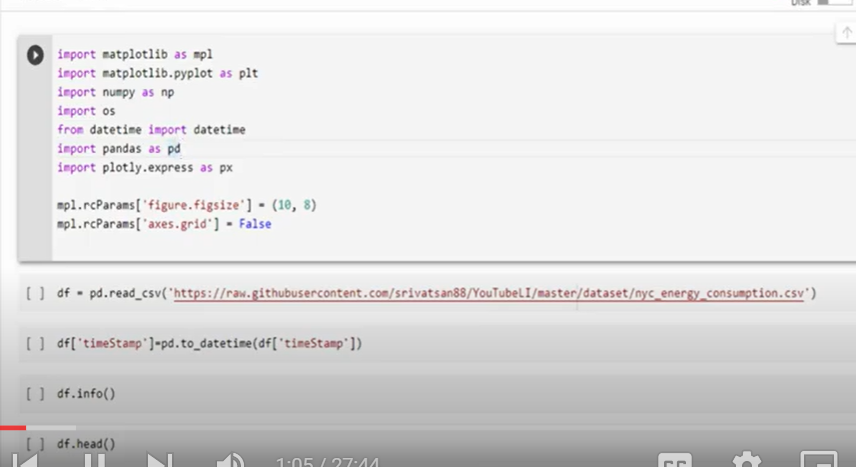 Disk
import matplotlib as mpl
import matplotlib.pyplot as plt
import numpy as np
import os
from datetime import datetime
import pandas as pd
import plotly.express as px
mpl.rcParams['figure.figsize'] = (10, 8)
mpl.rcParams['axes.grid'] = False
[ ] df = pd.read_csv('https://raw.githubusercontent.com/srivatsan88/YouTubeLI/master/dataset/nyc_energy_consumption.csv')
[ ] df['timeStamp']=pd.to_datetime(df['timeStamp'])
[ ] df.info()
[ ] df.head()
1:05 / 27:44
CC